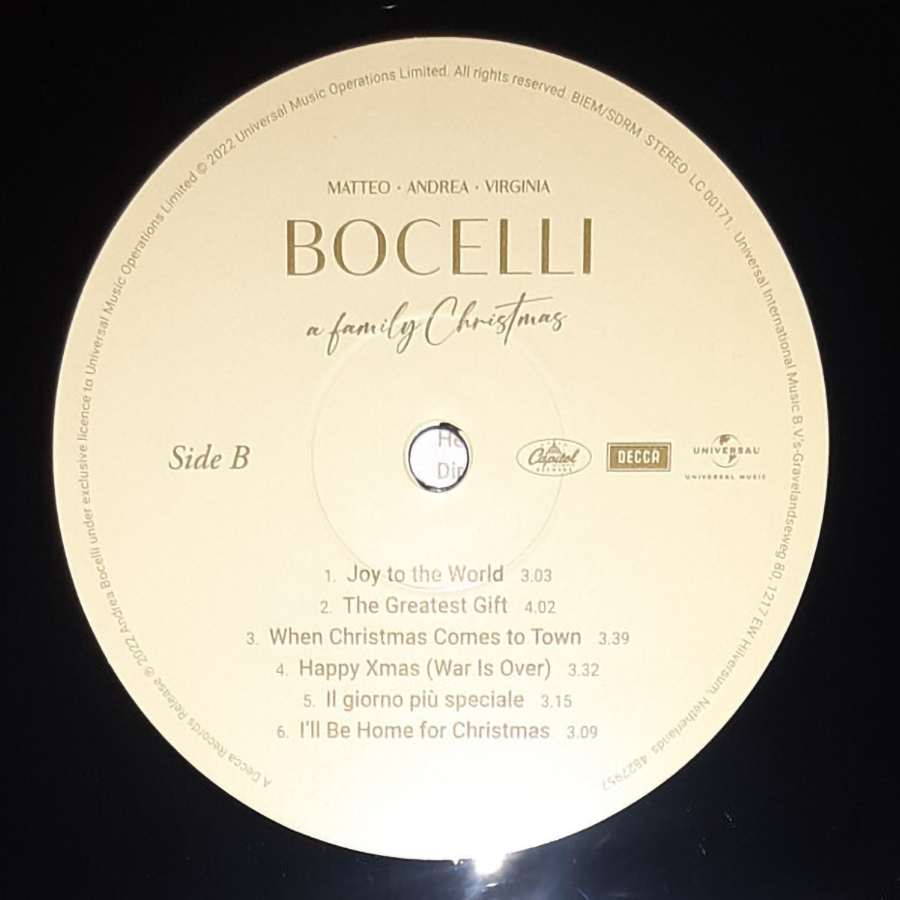 A Decca Records Release ℗ 2022 Andrea Bocelli under exclusive licence to Universal Music Operations Limited © 2022 Universal Music Operations Limited. All rights reserved. BIEM/SDRM STEREO LC 00171. Universal International Music B.V's-Gravelandseweg 80, 1217 EW Hilversum, Netherlands 4827957
MATTEO · ANDREA · VIRGINIA
BOCELLI
a family Christmas
Side B
He
Dir
Capitol
RECORDS
DECCA
UNIVERSAL
UNIVERSAL MUSIC
1. Joy to the World 3.03
2. The Greatest Gift 4.02
3. When Christmas Comes to Town 3.39
4. Happy Xmas (War Is Over) 3.32
5. Il giorno più speciale 3.15
6. I'll Be Home for Christmas 3.09